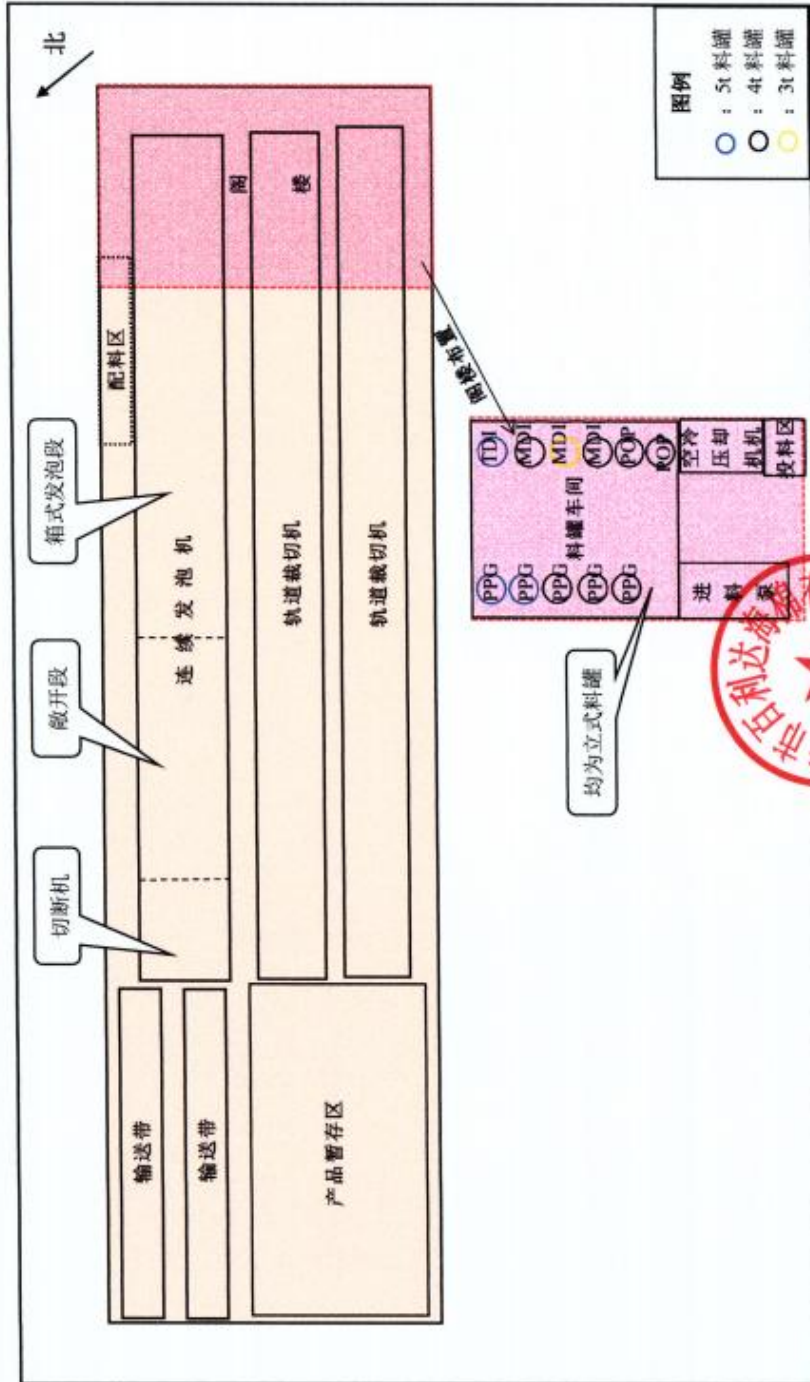 北
配料区
箱式发泡段
敞开段
切断机
连续发泡机
阁楼
轨道裁切机
轨道裁切机
输送带
输送带
产品暂存区
阁楼布置
料罐车间
TDI
MDI
MDI
MDI
POP
POP
PPG
PPG
PPG
PPG
PPG
空压机
冷却机
投料区
进料泵
均为立式料罐
图例
：5t 料罐
：4t 料罐
：3t 料罐
市百利达海绵